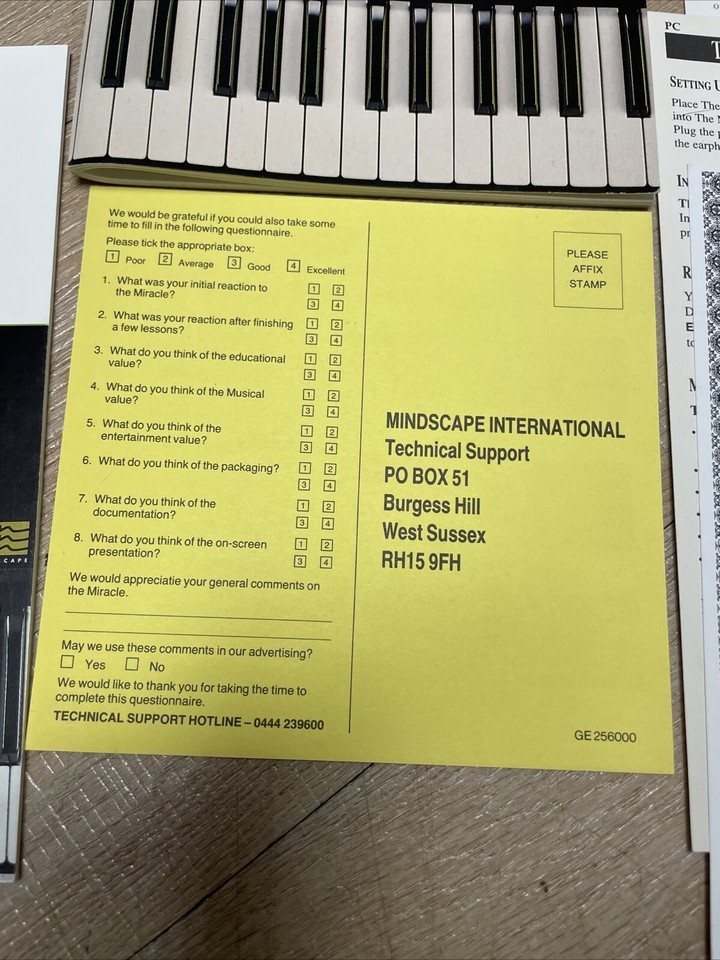 We would be grateful if you could also take some
time to fill in the following questionnaire.
Please tick the appropriate box:
1 Poor 2 Average 3 Good 4 Excellent
1. What was your initial reaction to
the Miracle?
1 2
3 4
2. What was your reaction after finishing
a few lessons?
1 2
3 4
3. What do you think of the educational
value?
1 2
3 4
4. What do you think of the Musical
value?
1 2
3 4
5. What do you think of the
entertainment value?
1 2
3 4
6. What do you think of the packaging?
1 2
3 4
7. What do you think of the
documentation?
1 2
3 4
8. What do you think of the on-screen
presentation?
1 2
3 4
We would appreciatie your general comments on
the Miracle.
May we use these comments in our advertising?
Yes No
We would like to thank you for taking the time to
complete this questionnaire.
TECHNICAL SUPPORT HOTLINE – 0444 239600
PLEASE
AFFIX
STAMP
MINDSCAPE INTERNATIONAL
Technical Support
PO BOX 51
Burgess Hill
West Sussex
RH15 9FH
GE256000
PC
SETTING
Place The
into The
Plug the
the earph